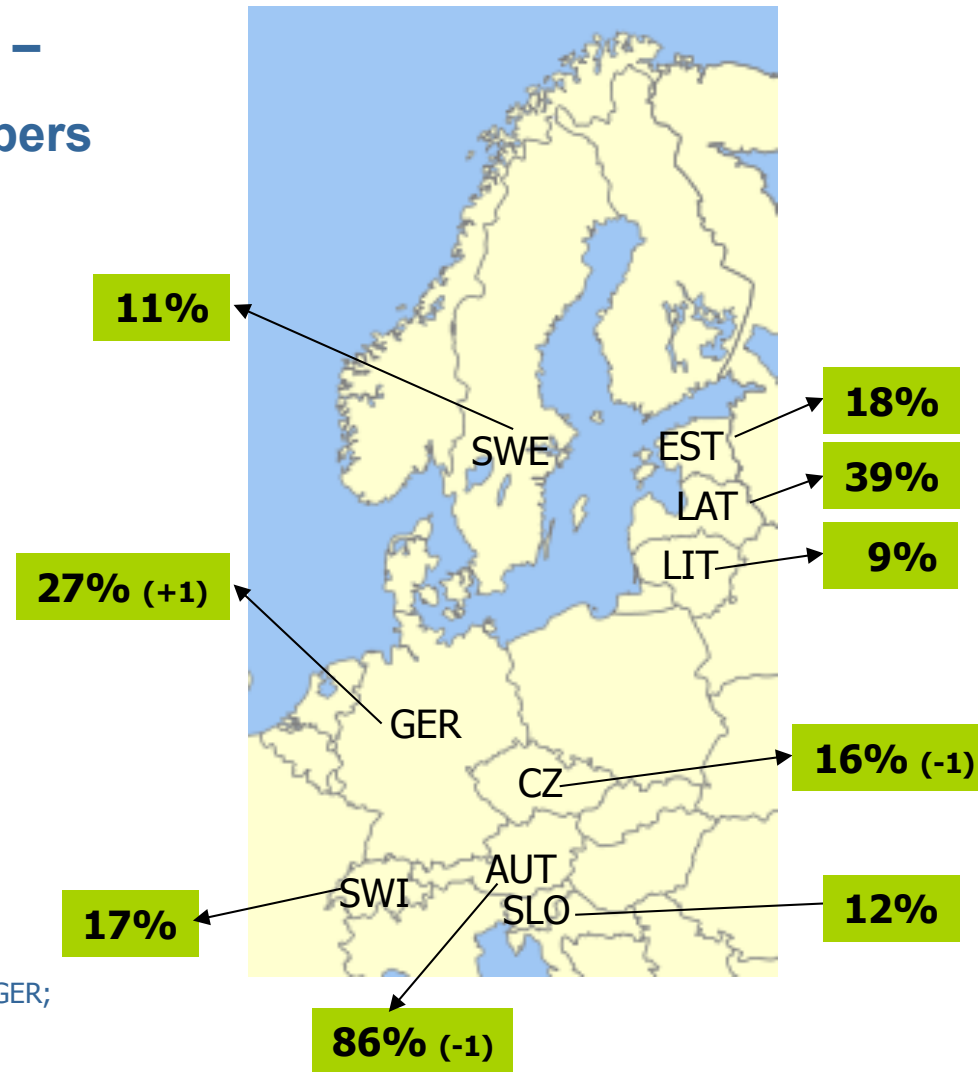 –
11%
18%
SWE
EST
39%
LAT
LIT
9%
27% (+1)
GER
16% (-1)
CZ
AUT
SWI
SLO
12%
17%
GER;
86% (-1)